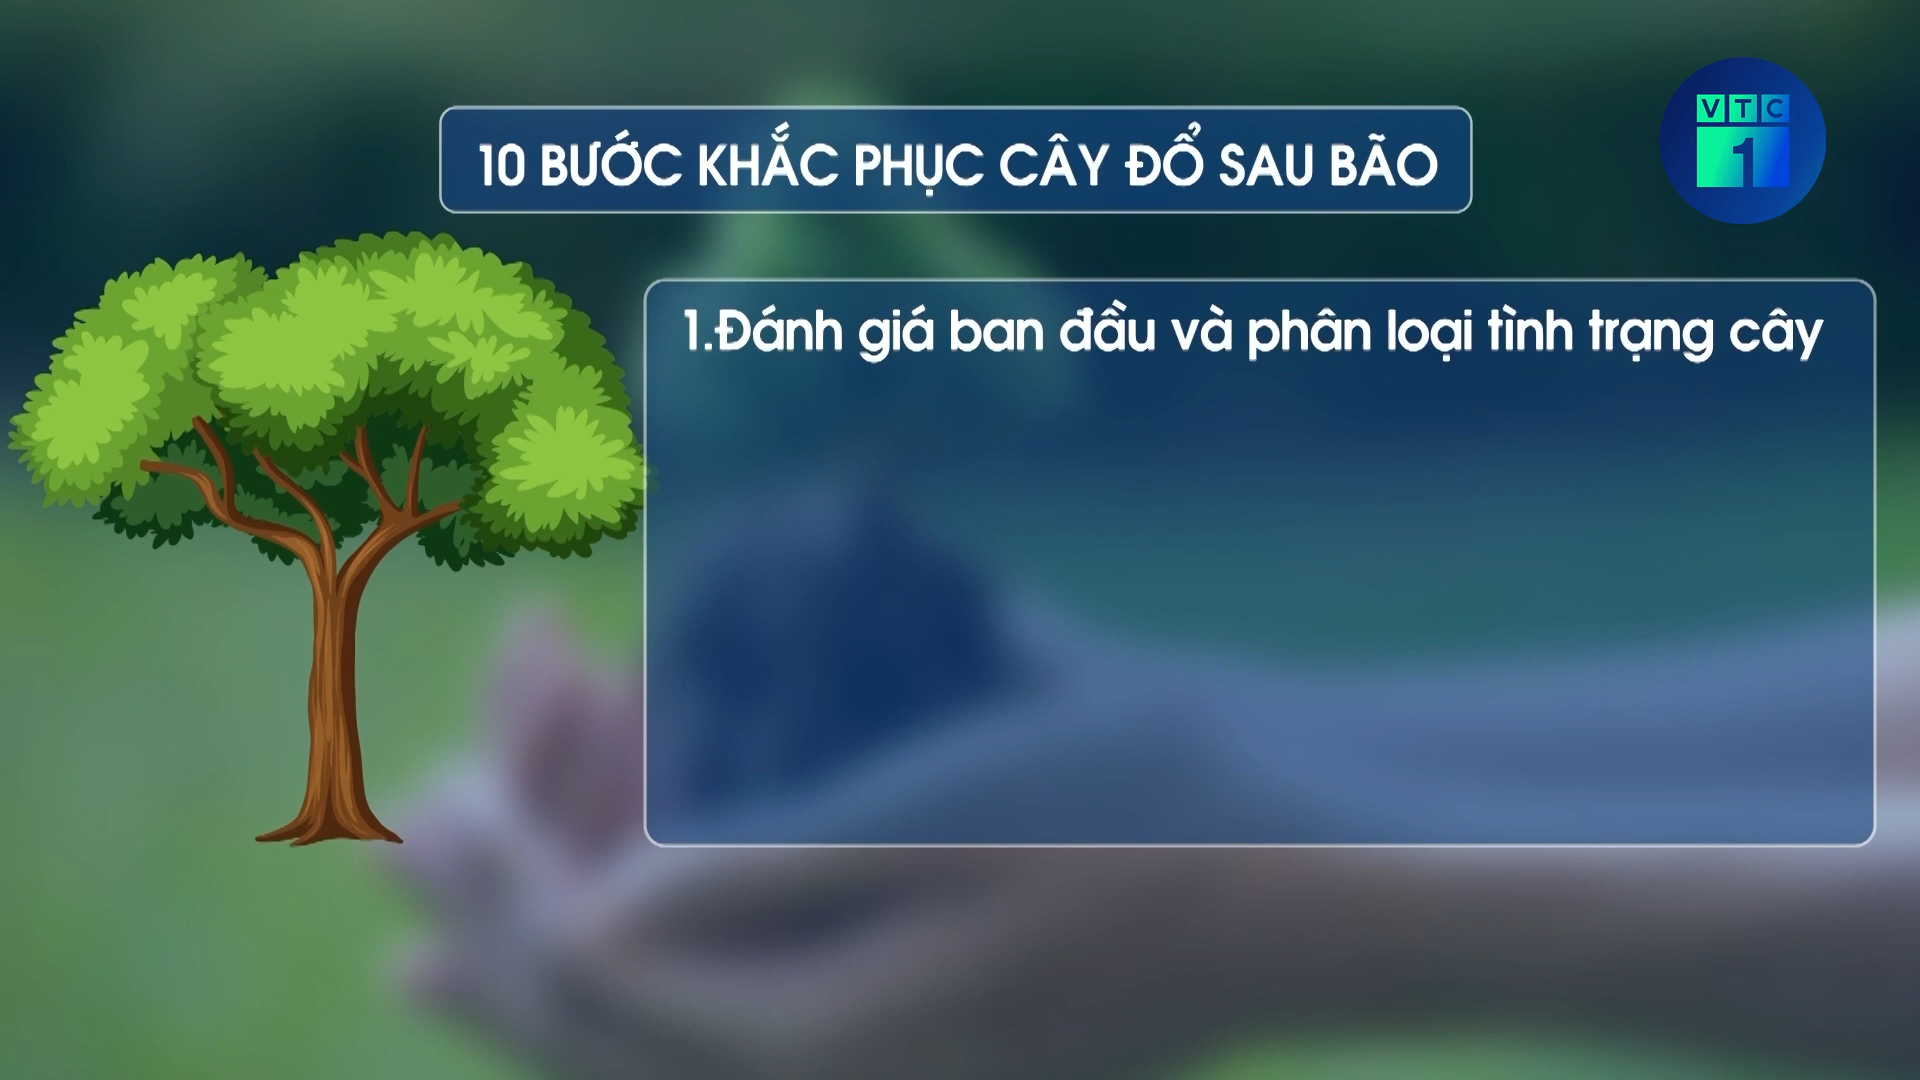 VTC
1
10 BƯỚC KHẮC PHỤC CÂY ĐỔ SAU BÃO
1.Đánh giá ban đầu và phân loại tình trạng cây